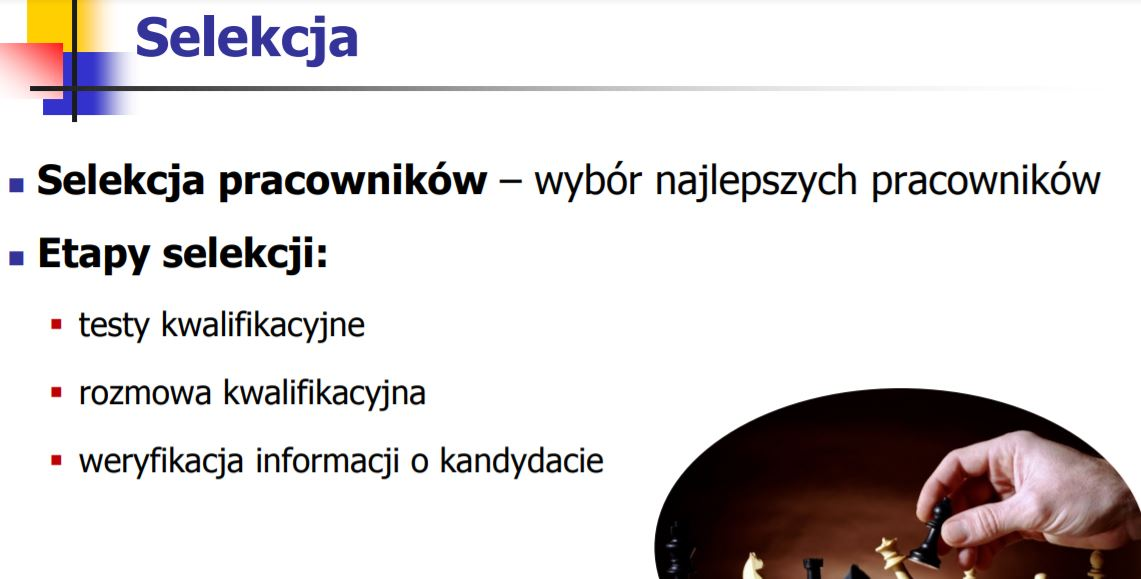 Selekcja
Selekcja pracowników – wybór najlepszych pracowników
Etapy selekcji:
testy kwalifikacyjne
rozmowa kwalifikacyjna
weryfikacja informacji o kandydacie